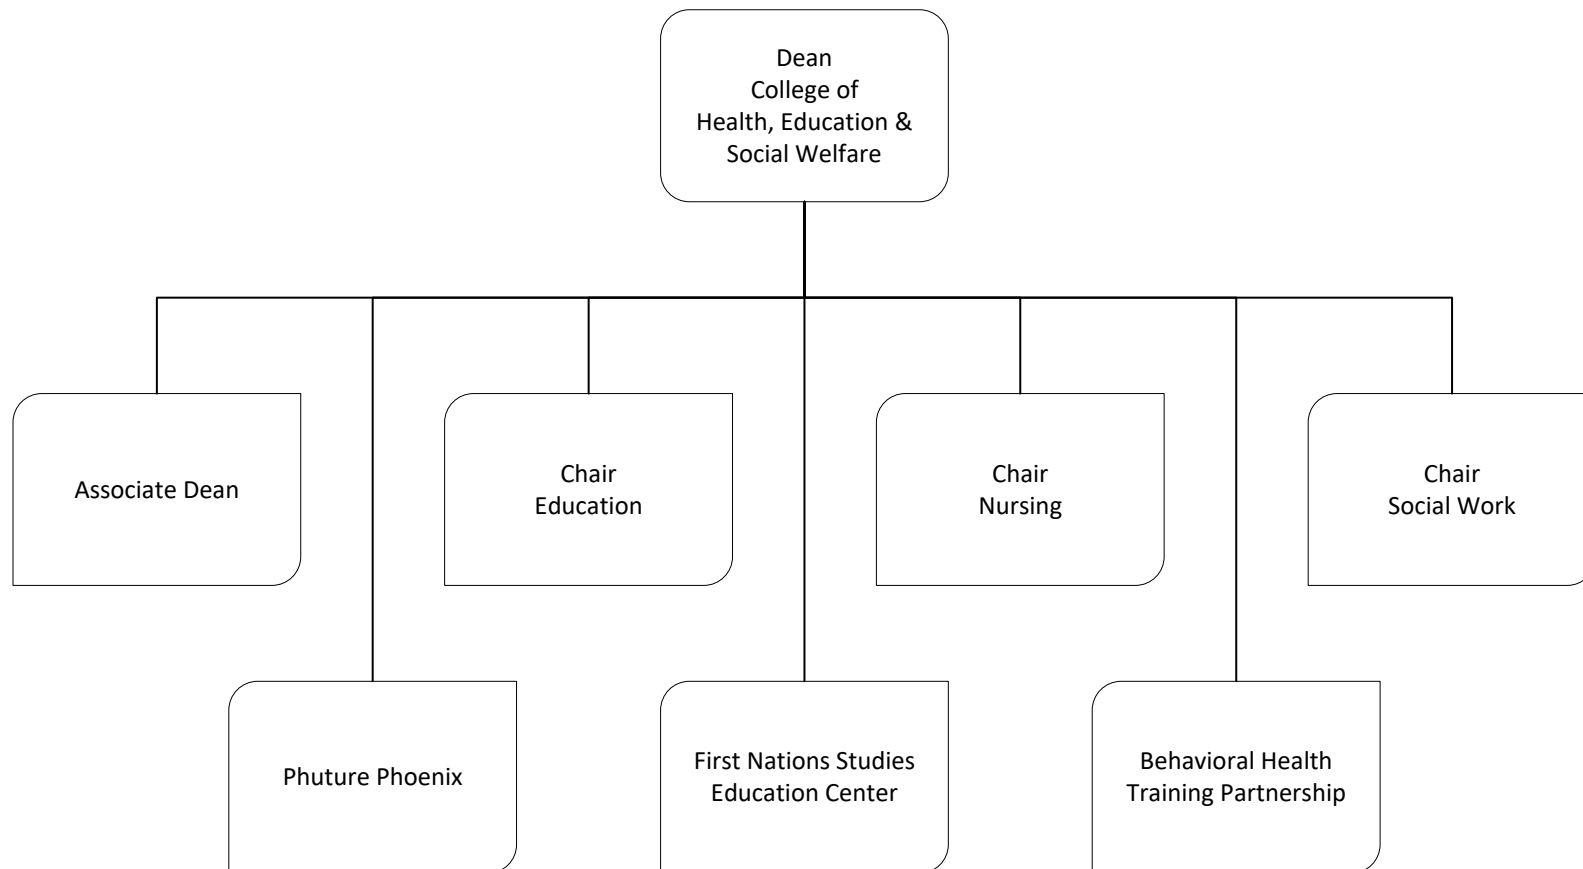 Dean
College of
Health, Education &
Social Welfare
Associate Dean
Chair
Education
Chair
Nursing
Chair
Social Work
Phuture Phoenix
First Nations Studies
Education Center
Behavioral Health
Training Partnership